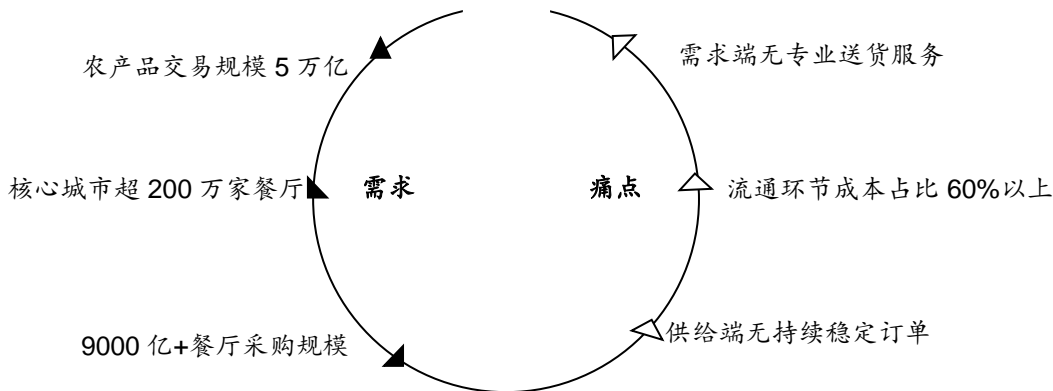 农产品交易规模 5 万亿
需求端无专业送货服务
核心城市超 200 万家餐厅
需求
痛点
流通环节成本占比 60%以上
9000 亿+餐厅采购规模
供给端无持续稳定订单